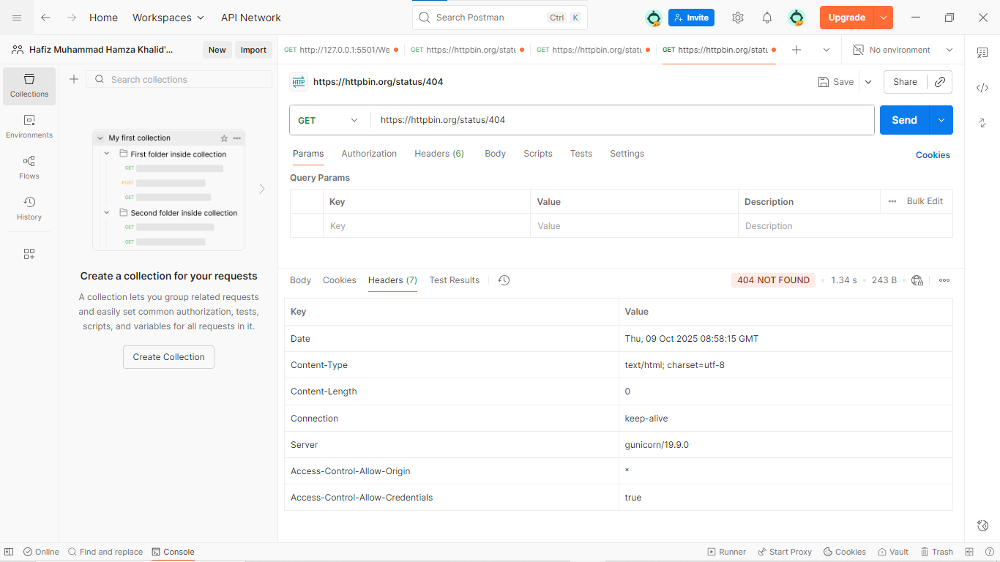 Home Workspaces API Network
Search Postman Ctrl K
Invite
Upgrade
Hafiz Muhammad Hamza Khalid'...
New Import
GET http://127.0.0.1:5501/We
GET https://httpbin.org/statu
GET https://httpbin.org/statu
GET https://httpbin.org/statu
No environment
Collections
Environments
Flows
History
Search collections
My first collection
First folder inside collection
GET
POST
GET
Second folder inside collection
GET
GET
Create a collection for your requests
A collection lets you group related requests
and easily set common authorization, tests,
scripts, and variables for all requests in it.
Create Collection
HTTP https://httpbin.org/status/404
Save Share
GET https://httpbin.org/status/404 Send
Params Authorization Headers (6) Body Scripts Tests Settings Cookies
Query Params
Key Value Description Bulk Edit
Key Value Description
Body Cookies Headers (7) Test Results 404 NOT FOUND 1.34 s 243 B
Key Value
Date Thu, 09 Oct 2025 08:58:15 GMT
Content-Type text/html; charset=utf-8
Content-Length 0
Connection keep-alive
Server gunicorn/19.9.0
Access-Control-Allow-Origin *
Access-Control-Allow-Credentials true
Online Find and replace Console Runner Start Proxy Cookies Vault Trash